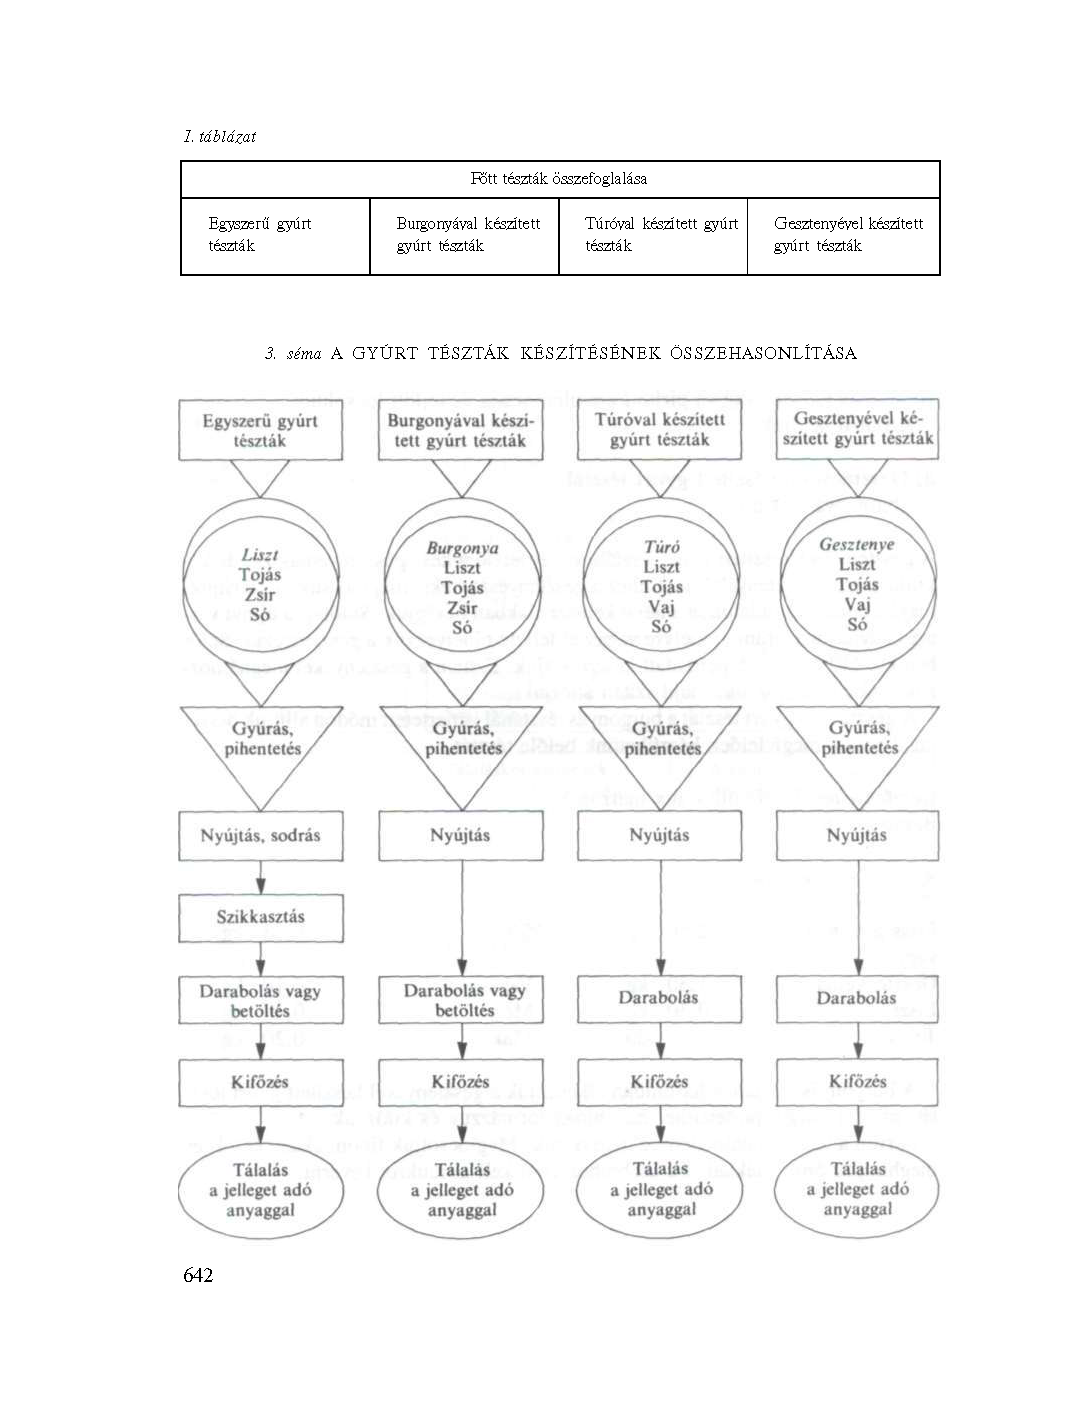 1. táblázat
Főtt tészták összefoglalása
Egyszerű gyúrt
tészták
Burgonyával készített
gyúrt tészták
Túróval készített gyúrt
tészták
Gesztenyével készített
gyúrt tészták
3. séma A GYÚRT TÉSZTÁK KÉSZÍTÉSÉNEK ÖSSZEHASONLÍTÁSA
Egyszerű gyúrt
tészták
Liszt
Tojás
Zsír
Só
Gyúrás,
pihentetés
Nyújtás, sodrás
Szikkasztás
Darabolás vagy
betöltés
Kifőzés
Tálalás
a jelleget adó
anyaggal
Burgonyával készí-
tett gyúrt tészták
Burgonya
Liszt
Tojás
Zsír
Só
Gyúrás,
pihentetés
Nyújtás
Darabolás vagy
betöltés
Kifőzés
Tálalás
a jelleget adó
anyaggal
Túróval készített
gyúrt tészták
Túró
Liszt
Tojás
Vaj
Só
Gyúrás,
pihentetés
Nyújtás
Darabolás
Kifőzés
Tálalás
a jelleget adó
anyaggal
Gesztenyével ké-
szített gyúrt tészták
Gesztenye
Liszt
Tojás
Vaj
Só
Gyúrás,
pihentetés
Nyújtás
Darabolás
Kifőzés
Tálalás
a jelleget adó
anyaggal
642